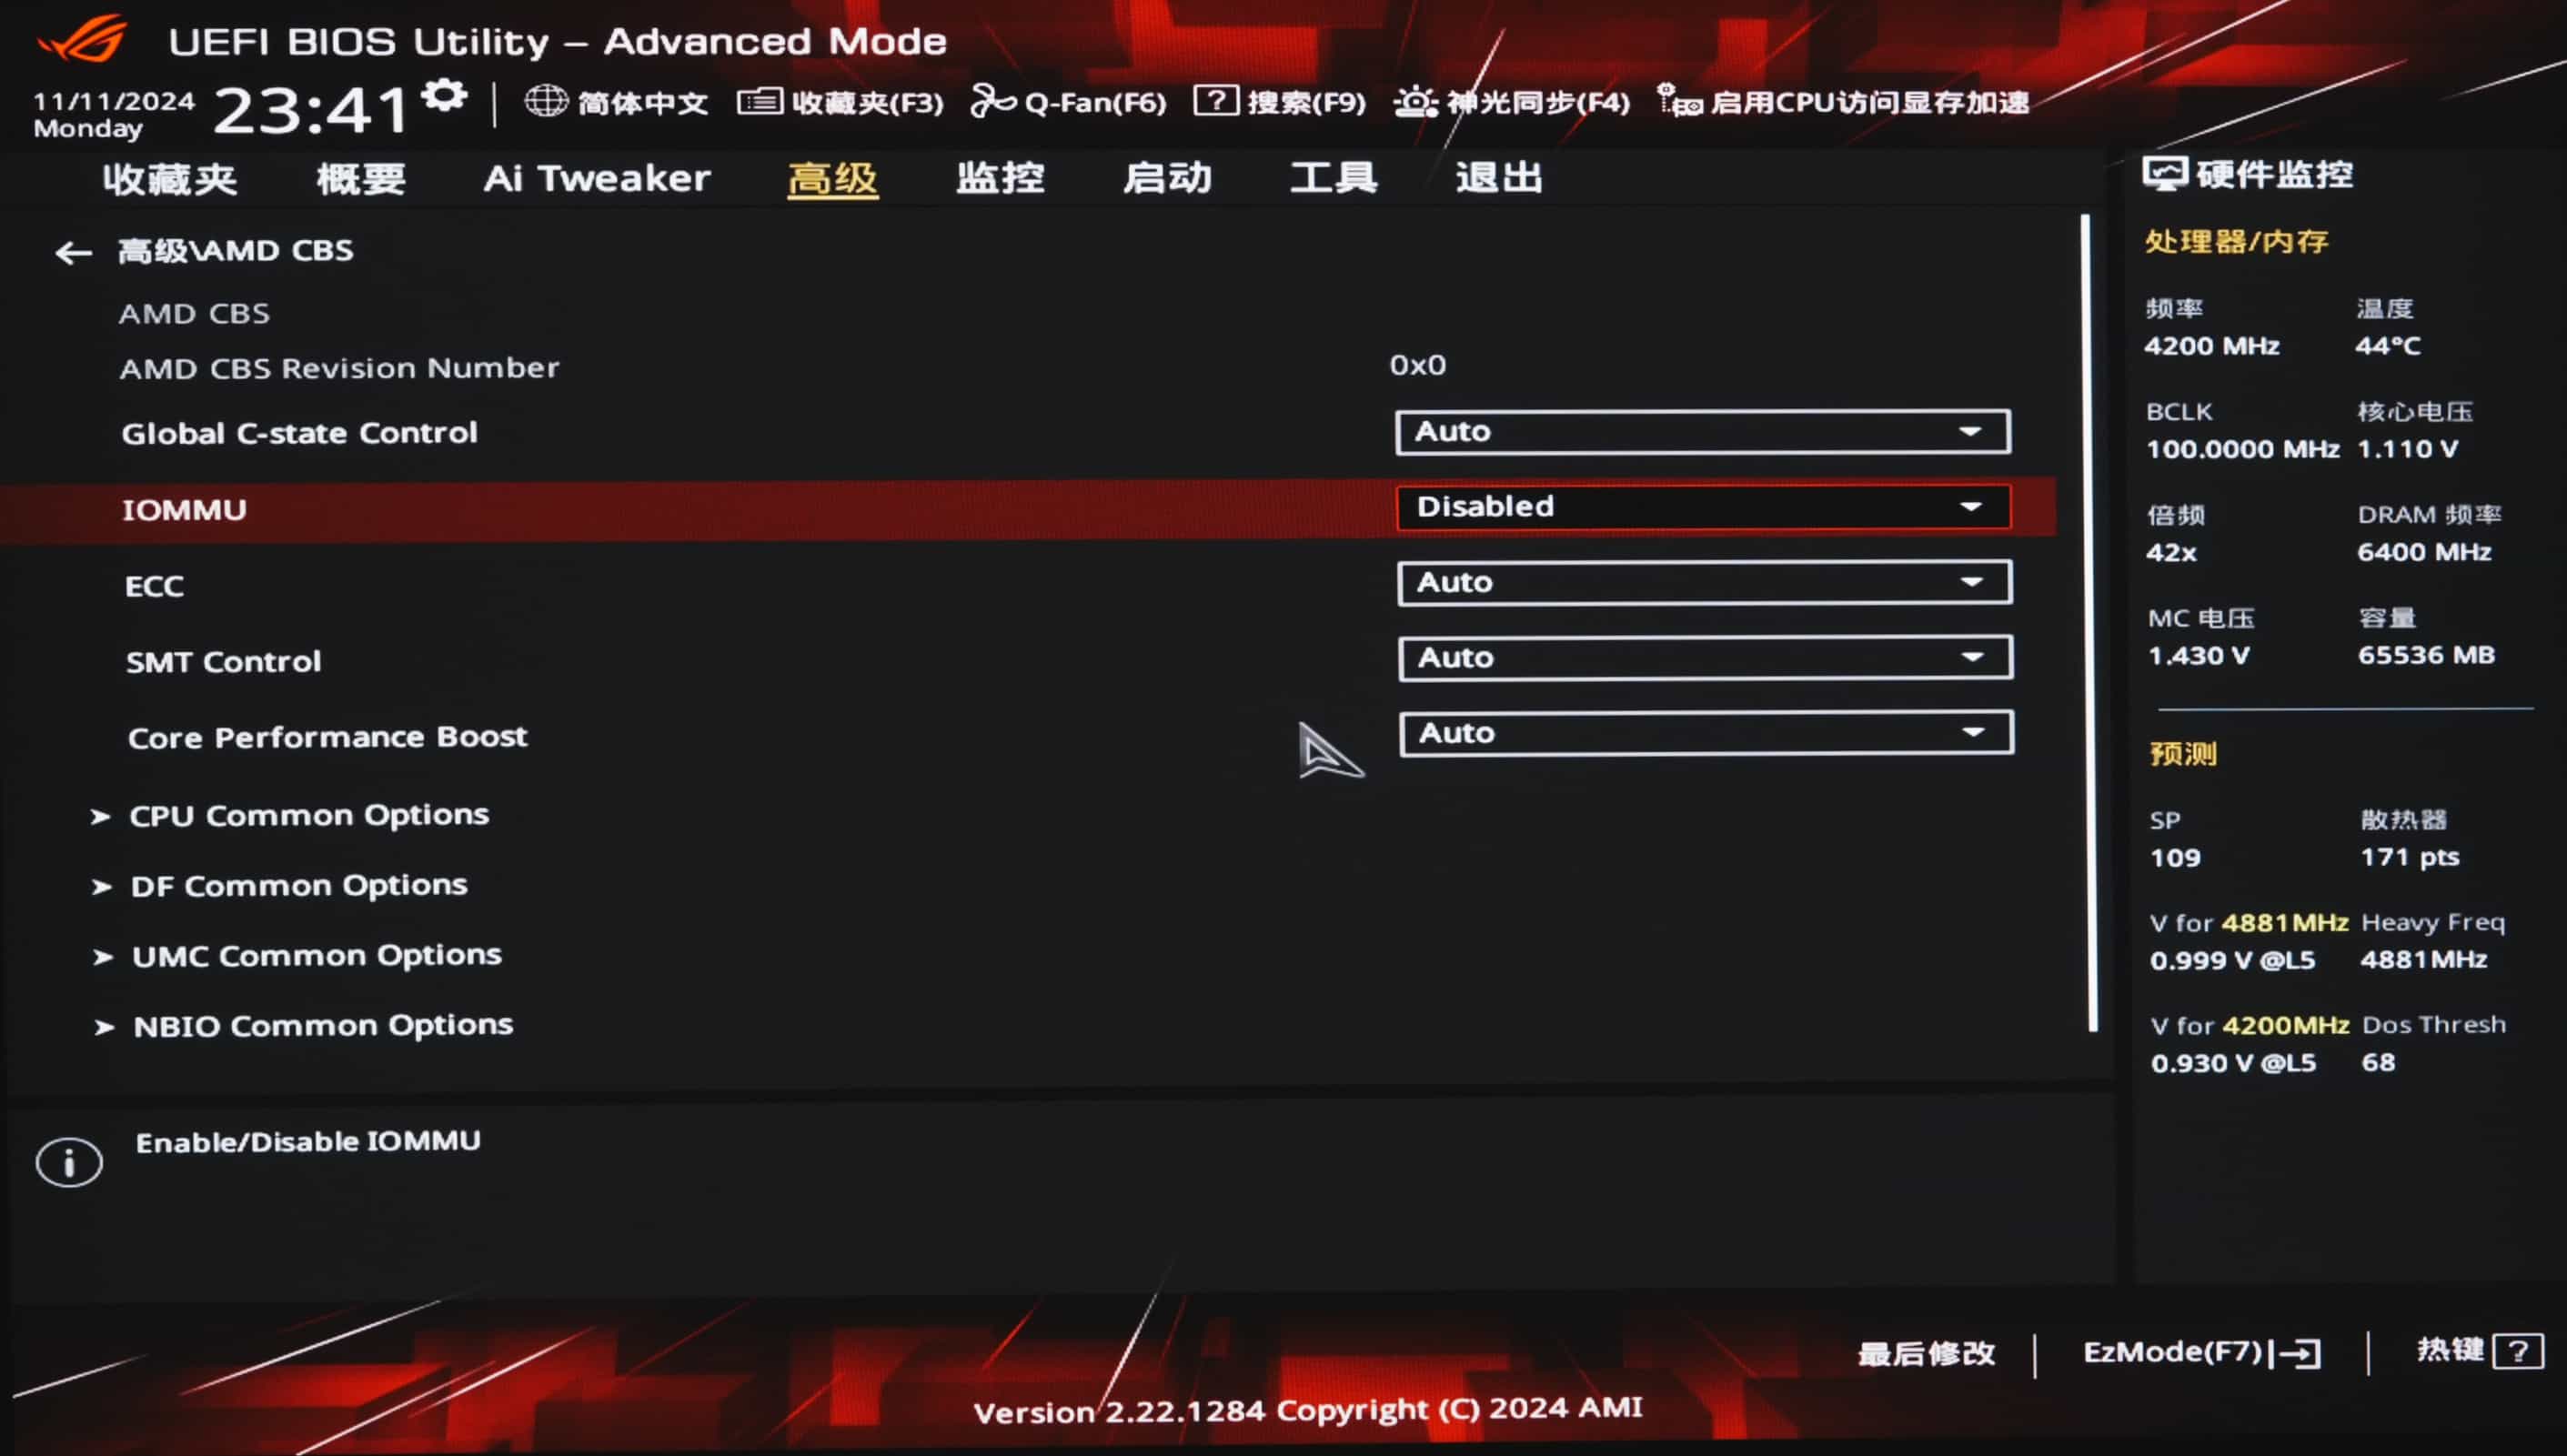 UEFI BIOS Utility – Advanced Mode
11/11/2024
Monday
23:41
简体中文
收藏夹(F3)
Q-Fan(F6)
搜索(F9)
神光同步(F4)
启用CPU访问显存加速
收藏夹 概要 Ai Tweaker 高级 监控 启动 工具 退出
高级\AMD CBS
AMD CBS
AMD CBS Revision Number 0x0
Global C-state Control Auto
IOMMU Disabled
ECC Auto
SMT Control Auto
Core Performance Boost Auto
CPU Common Options
DF Common Options
UMC Common Options
NBIO Common Options
Enable/Disable IOMMU
硬件监控
处理器/内存
频率 温度
4200 MHz 44°C
BCLK 核心电压
100.0000 MHz 1.110 V
倍频 DRAM 频率
42x 6400 MHz
MC 电压 容量
1.430 V 65536 MB
预测
SP 散热器
109 171 pts
V for 4881MHz Heavy Freq
0.999 V @L5 4881MHz
V for 4200MHz Dos Thresh
0.930 V @L5 68
最后修改
EzMode(F7)
热键 ?
Version 2.22.1284 Copyright (C) 2024 AMI